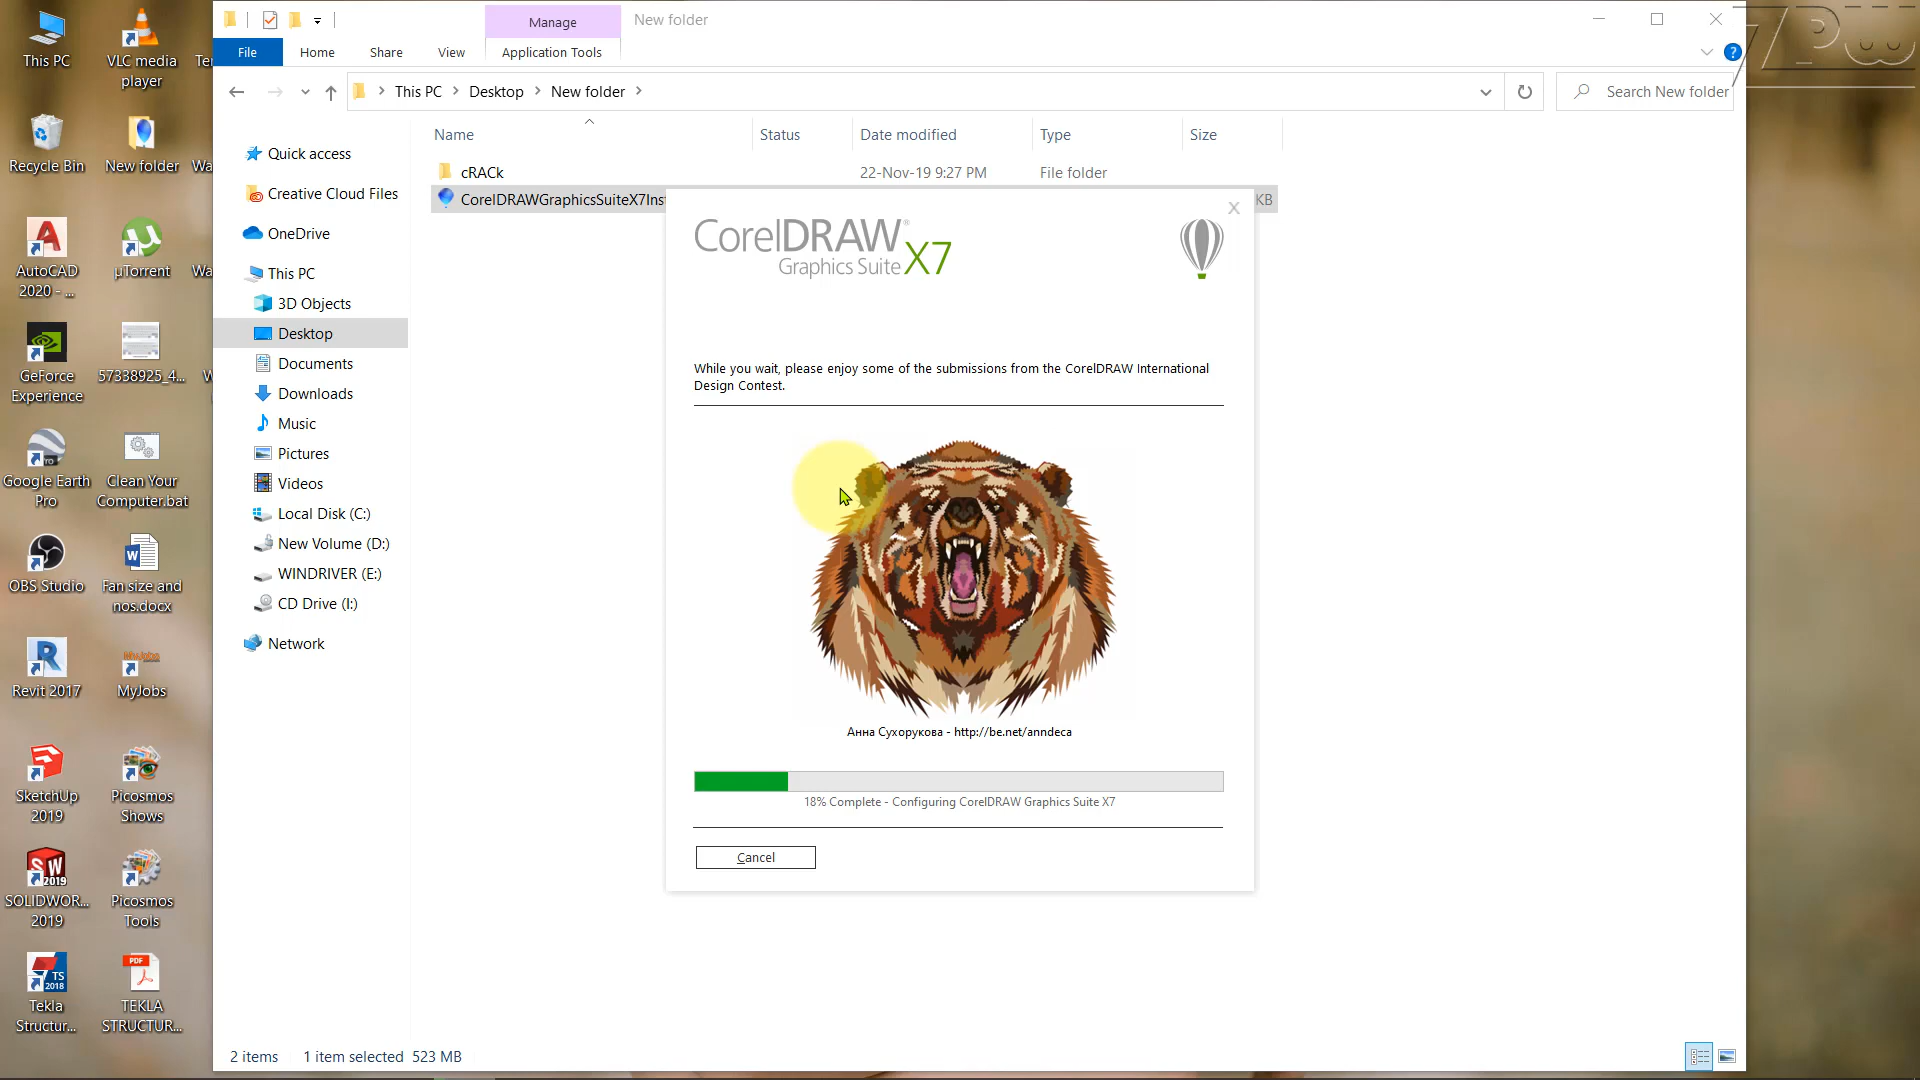 Manage
New folder
File
Home
Share
View
Application Tools
This PC
Desktop
New folder
Search New folder
Name
Status
Date modified
Type
Size
cRACk
22-Nov-19 9:27 PM
File folder
CorelDRAWGraphicsSuiteX7Inst
KB
Quick access
Creative Cloud Files
OneDrive
This PC
3D Objects
Desktop
Documents
Downloads
Music
Pictures
Videos
Local Disk (C:)
New Volume (D:)
WINDRIVER (E:)
CD Drive (I:)
Network
X
CorelDRAW®
Graphics Suite X7
While you wait, please enjoy some of the submissions from the CorelDRAW International
Design Contest.
Анна Сухорукова - http://be.net/anndeca
18% Complete - Configuring CorelDRAW Graphics Suite X7
Cancel
2 items
1 item selected 523 MB
This PC
VLC media
player
Recycle Bin
New folder
AutoCAD
2020 - ...
µTorrent
GeForce
Experience
57338925_4...
Google Earth
Pro
Clean Your
Computer.bat
OBS Studio
Fan size and
nos.docx
Revit 2017
MyJobs
SketchUp
2019
Picosmos
Shows
SOLIDWOR...
2019
Picosmos
Tools
Tekla
Structur...
TEKLA
STRUCTUR...